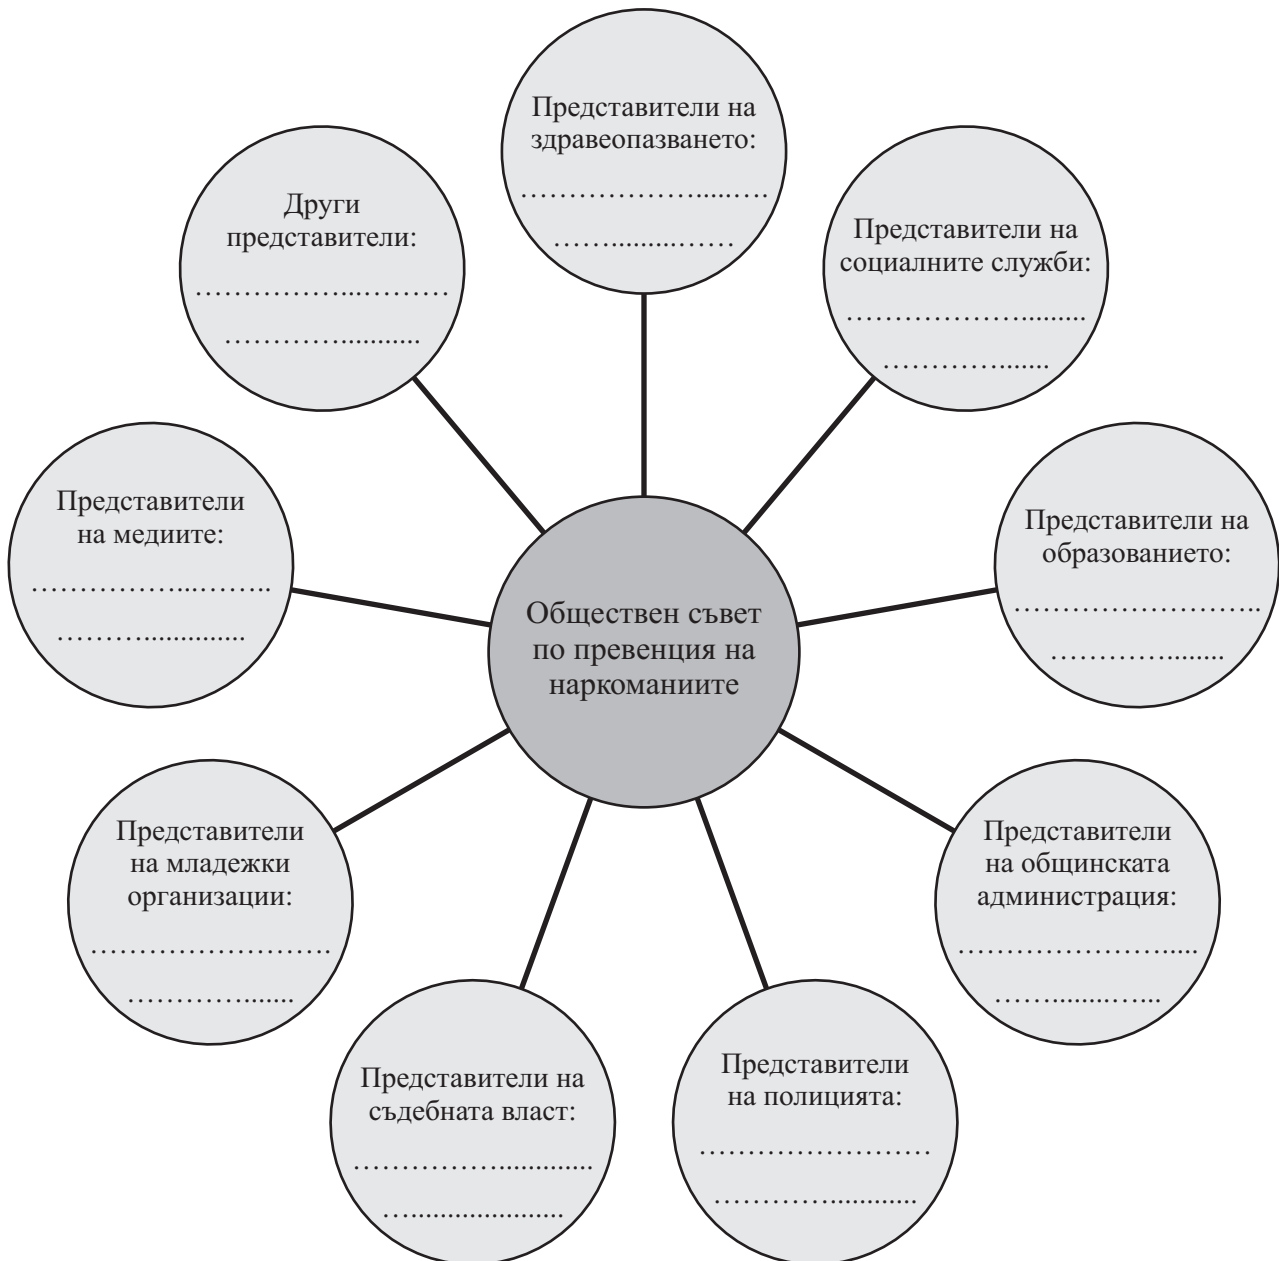 Представители на
здравеопазването:
…………………....….
……........……
Представители на
социалните служби:
……………….........
………….......
Представители на
образованието:
……………………..
…………........
Представители
на общинската
администрация:
………………….....
…….......…...
Представители
на полицията:
……………………
…………...........
Представители на
съдебната власт:
……………............
….....................
Представители
на младежки
организации:
…………………….
………….......
Представители
на медиите:
……………...……...
………..............
Други
представители:
……………...………
…………...........
Обществен съвет
по превенция на
наркоманиите